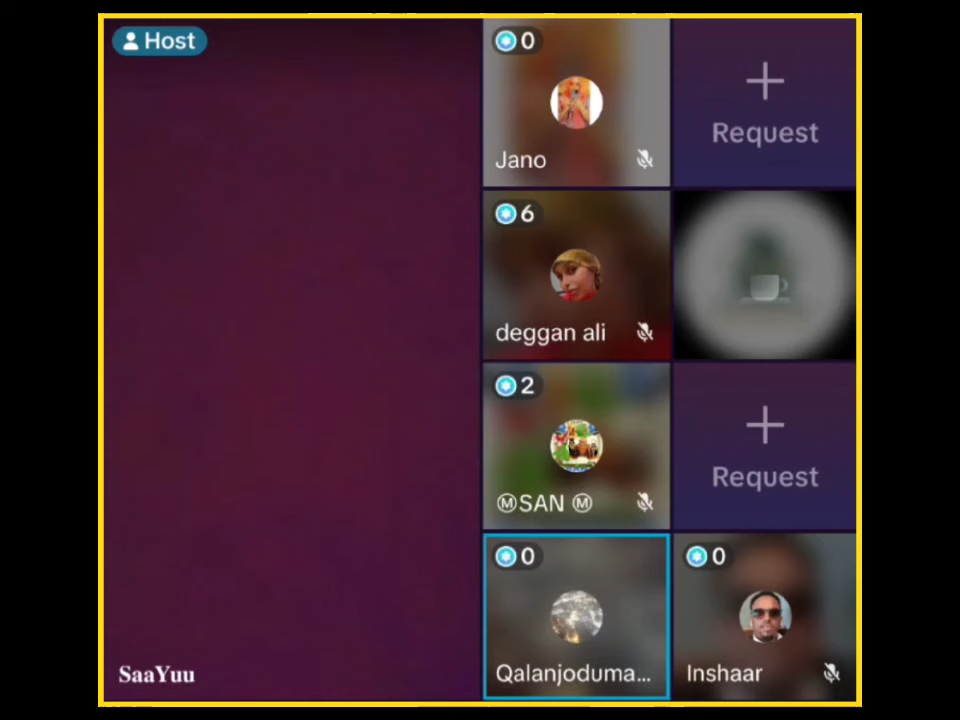 Host
SaaYuu
0
Jano
Request
6
deggan ali
2
ⓂSAN Ⓜ
Request
0
Qalanjoduma...
0
Inshaar